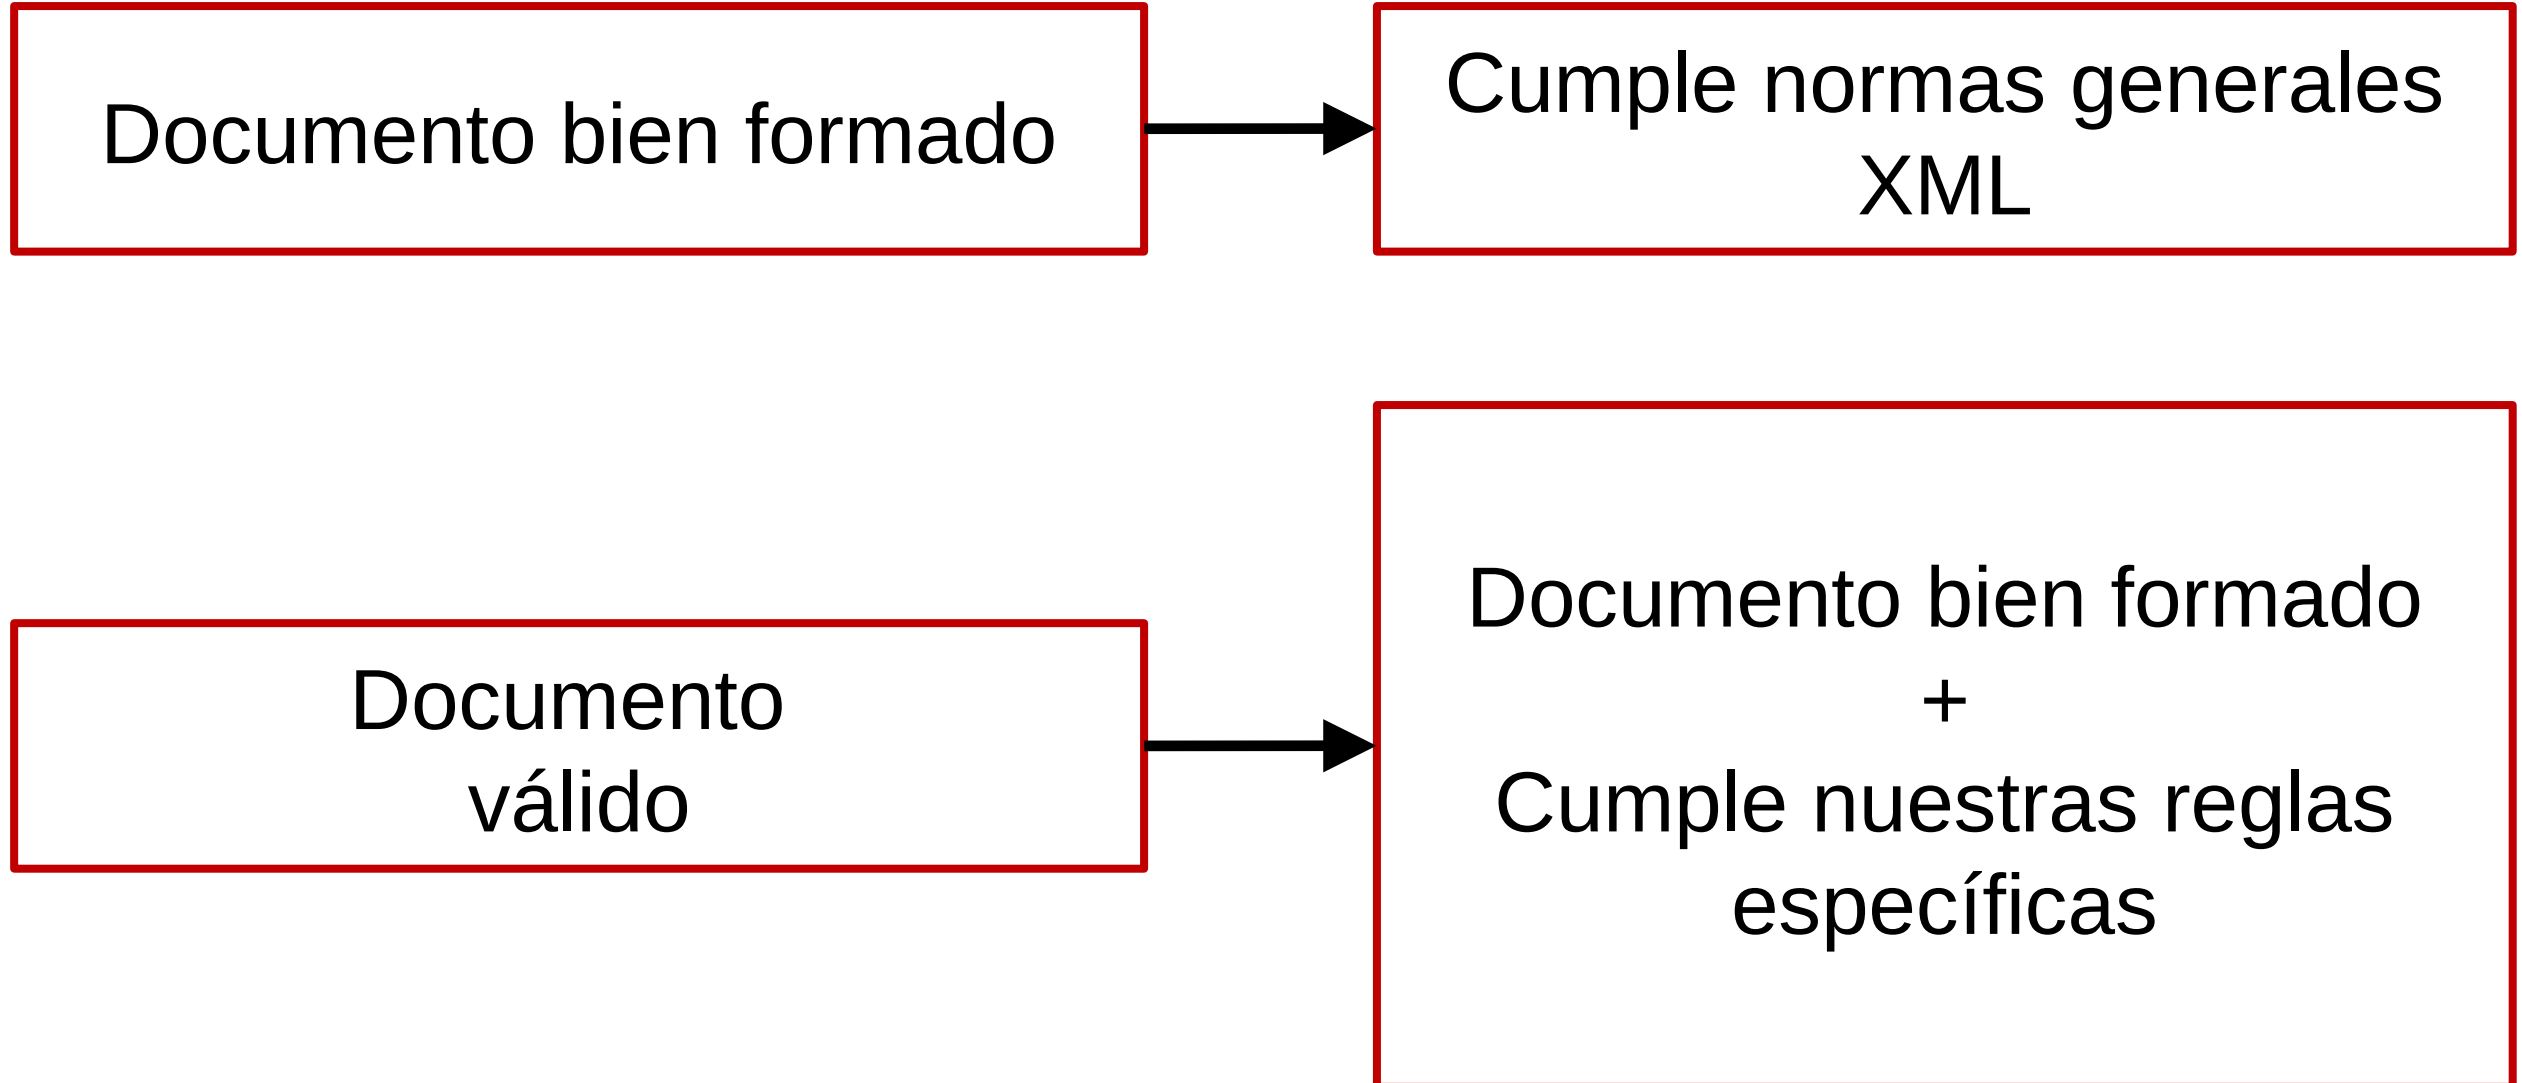 Documento bien formado
Cumple normas generales
XML
Documento
válido
Documento bien formado
+
Cumple nuestras reglas
específicas